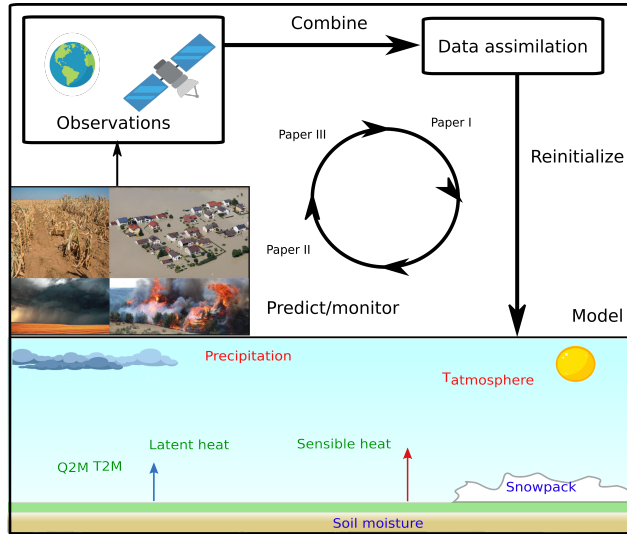 Combine
Data assimilation
Observations
Paper III
Paper I
Reinitialize
Paper II
Predict/monitor
Model
Precipitation
Tatmosphere
Latent heat
Sensible heat
Q2M T2M
Snowpack
Soil moisture